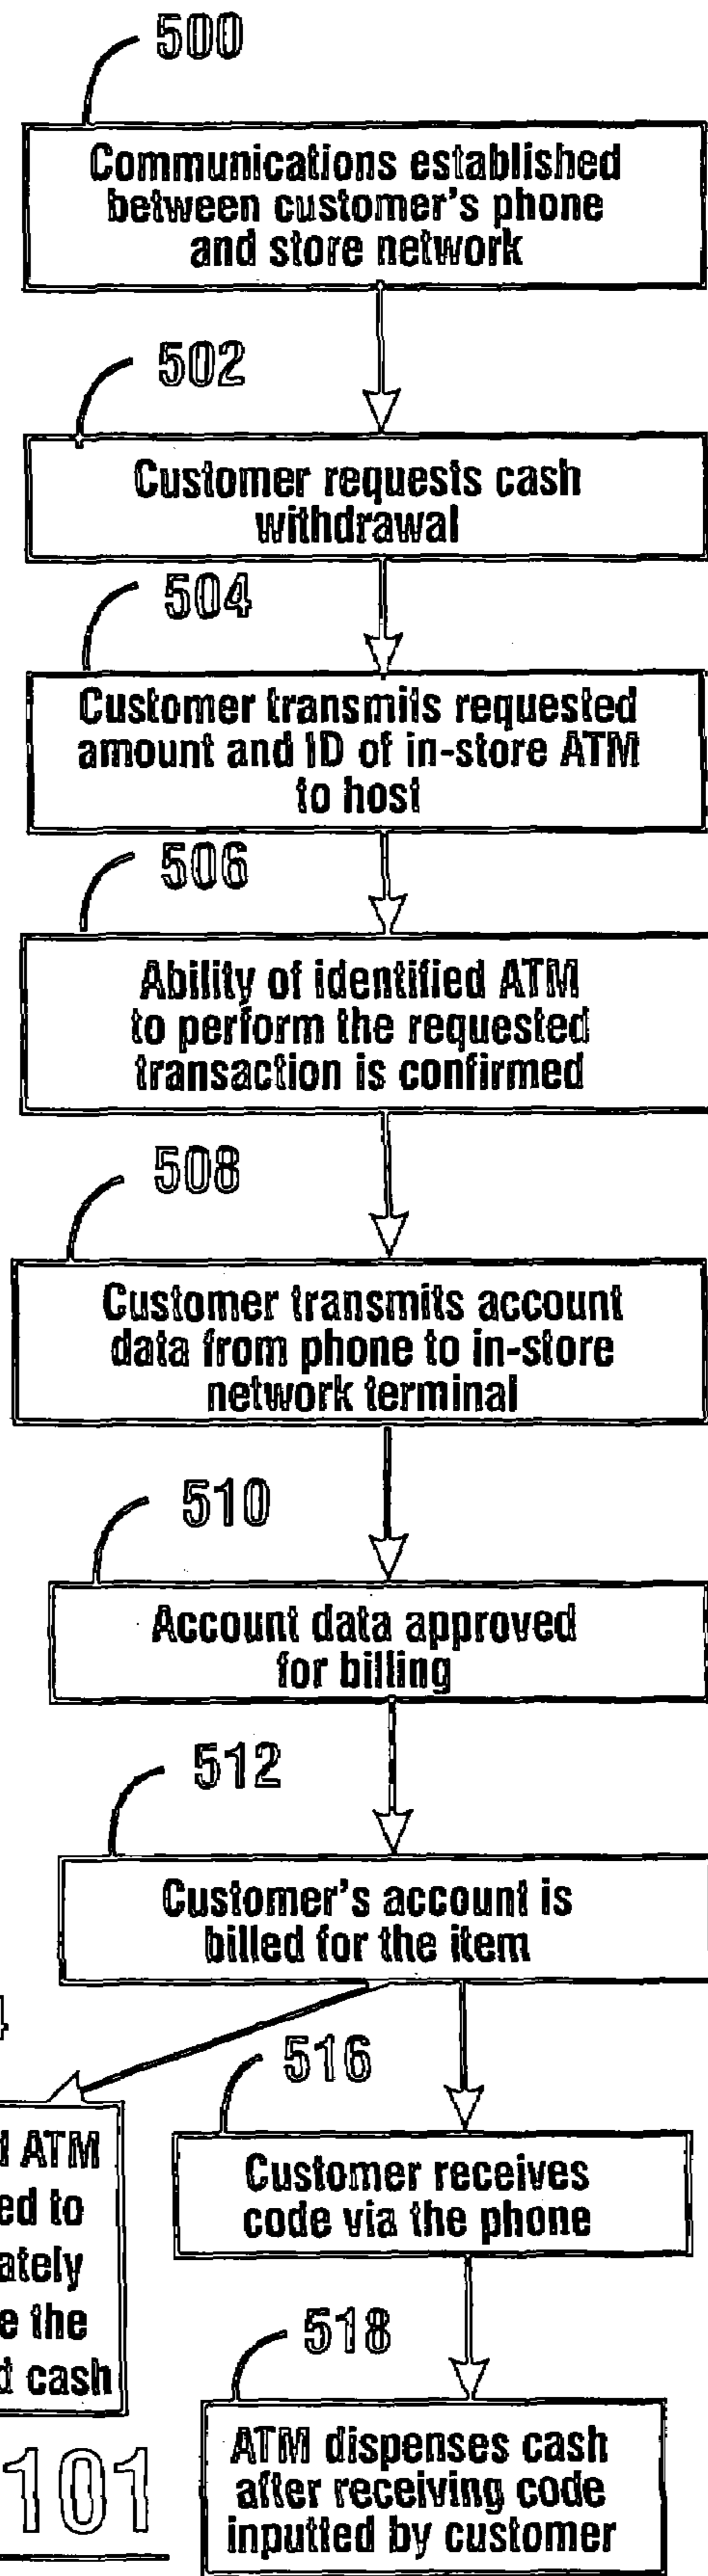 500
Communications established
between customer's phone
and store network
502
Customer requests cash
withdrawal
504
Customer transmits requested
amount and ID of in-store ATM
to host
506
Ability of identified ATM
to perform the requested
transaction is confirmed
508
Customer transmits account
data from phone to in-store
network terminal
510
Account data approved
for billing
512
Customer's account is
billed for the item
516
Customer receives
code via the phone
ATM
to
the
cash
518
ATM dispenses cash
after receiving code
inputted by customer
101